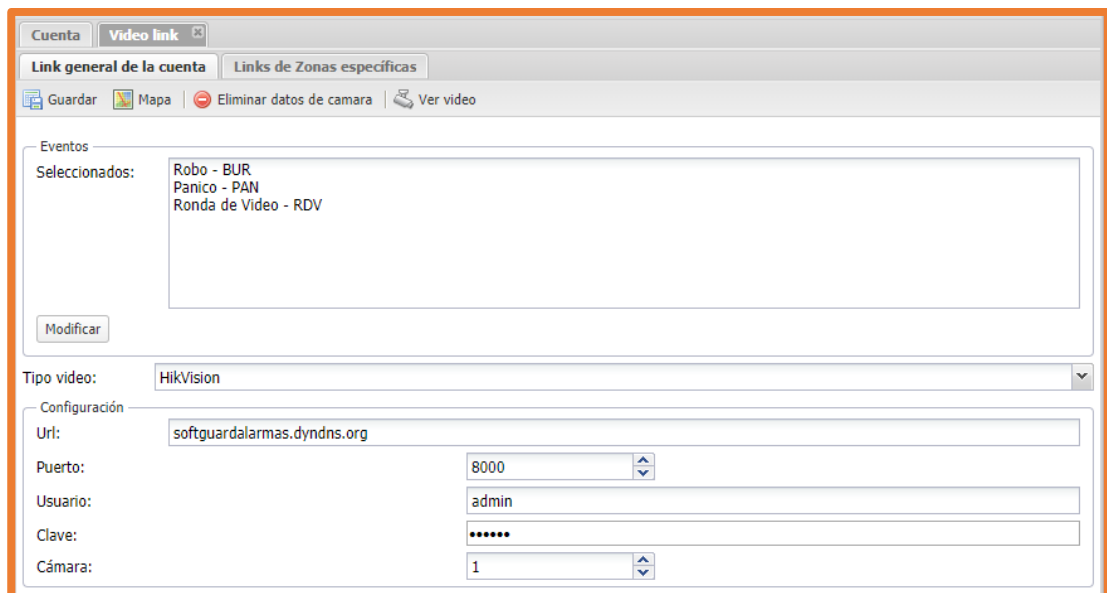 Cuenta Video link
Link general de la cuenta Links de Zonas específicas
Guardar Mapa Eliminar datos de camara Ver video
Eventos
Seleccionados: Robo - BUR
Panico - PAN
Ronda de Video - RDV
Modificar
Tipo video: HikVision
Configuración
Url: softguardalarmas.dyndns.org
Puerto: 8000
Usuario: admin
Clave: ••••••
Cámara: 1